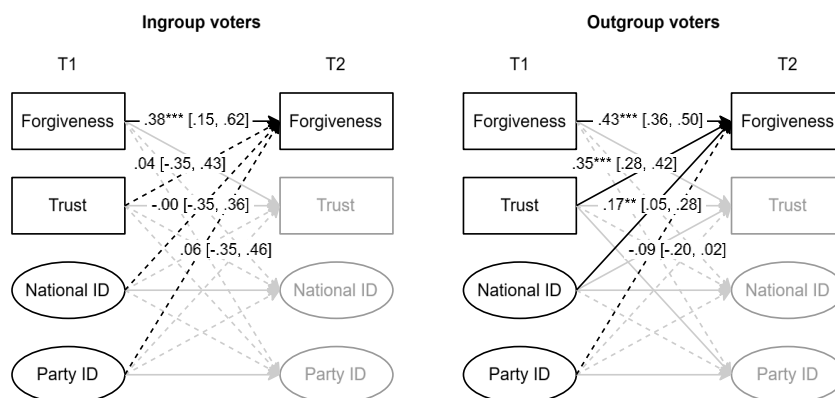 Ingroup voters
Outgroup voters
T1
T2
T1
T2
Forgiveness
.38*** [.15, .62]
Forgiveness
Forgiveness
.43*** [.36, .50]
Forgiveness
.04 [-.35, .43]
.35*** [.28, .42]
Trust
-.00 [-.35, .36]
Trust
Trust
.17** [.05, .28]
Trust
.06 [-.35, .46]
-.09 [-.20, .02]
National ID
National ID
National ID
National ID
Party ID
Party ID
Party ID
Party ID